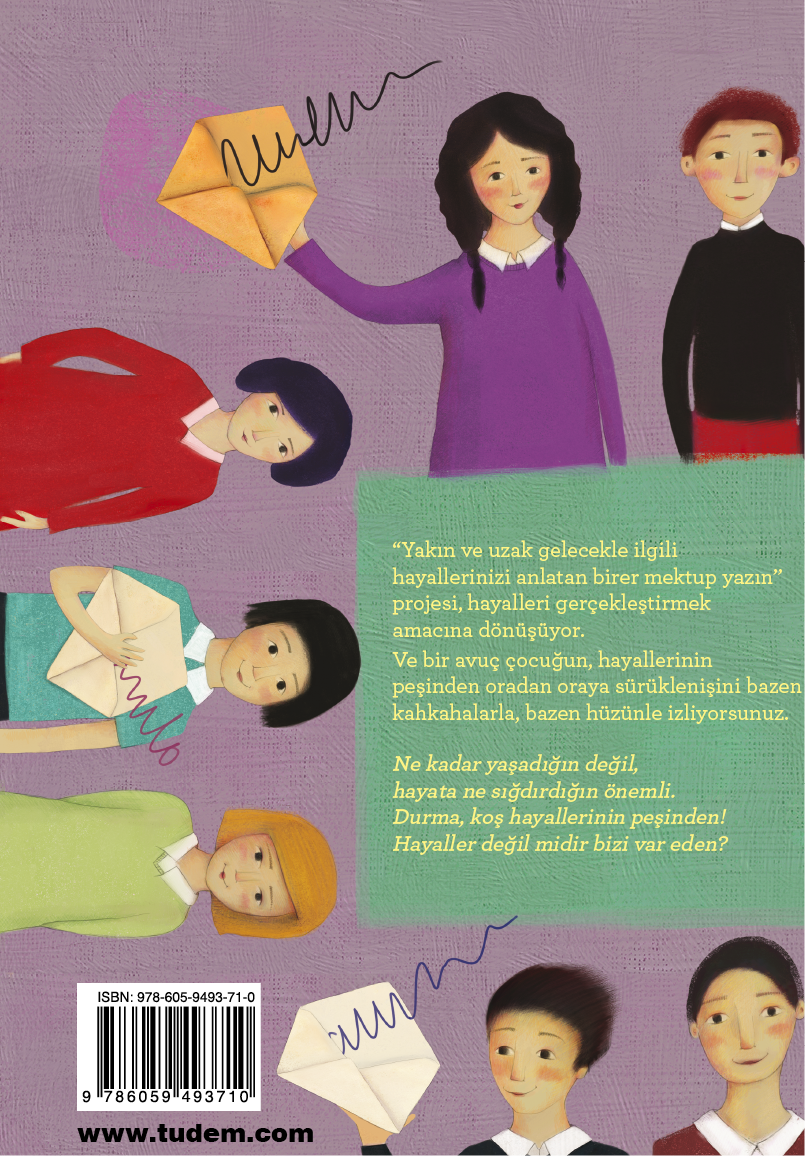 “Yakın ve uzak gelecekle ilgili
hayallerinizi anlatan birer mektup yazın”
projesi, hayalleri gerçekleştirmek
amacına dönüşüyor.
Ve bir avuç çocuğun, hayallerinin
peşinden oradan oraya sürüklenişini bazen
kahkahalarla, bazen hüzünle izliyorsunuz.
Ne kadar yaşadığın değil,
hayata ne sığdırdığın önemli.
Durma, koş hayallerinin peşinden!
Hayaller değil midir bizi var eden?
ISBN: 978-605-9493-71-0
9 786059 493710
www.tudem.com